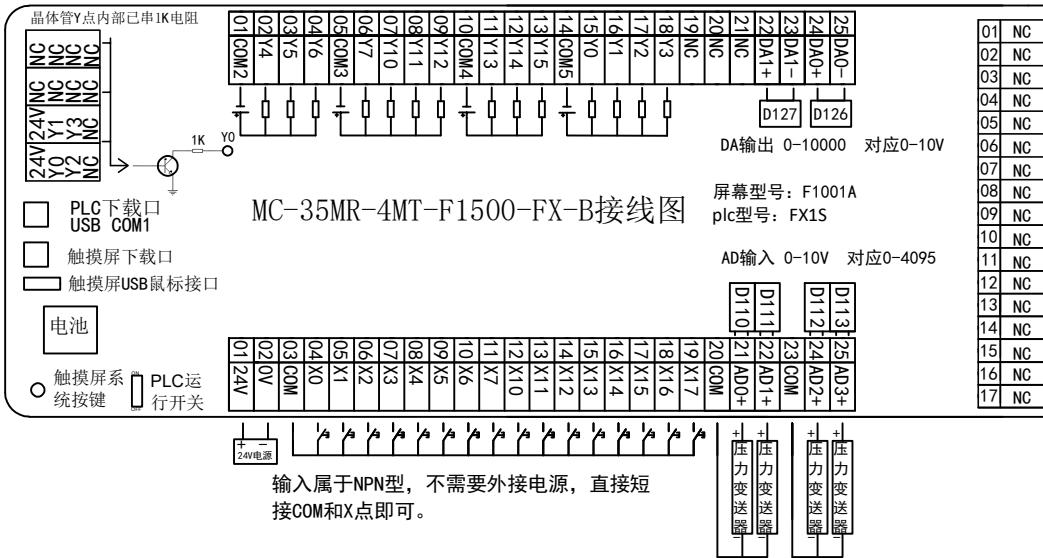 晶体管Y点内部已串1K电阻
NC NC NC NC
NC NC NC NC
24V Y1 Y3 NC
24V Y0 Y2 NC
1K
Y0
01 02 03 04 05 06 07 08 09 10 11 12 13 14 15 16 17 18 19 20 21 22 23 24 25
COM2 Y4 Y5 Y6 COM3 Y7 Y10 Y11 Y12 COM4 Y13 Y14 Y15 COM5 Y0 Y1 Y2 Y3 NC NC NC DA1+ DA1- DA0+ DA0-
D127 D126
DA输出 0-10000 对应0-10V
MC-35MR-4MT-F1500-FX-B接线图
屏幕型号: F1001A
plc型号: FX1S
AD输入 0-10V 对应0-4095
PLC下载口
USB COM1
触摸屏下载口
触摸屏USB鼠标接口
电池
触摸屏系
统按键
PLC运
行开关
D110 D111 D112 D113
01 02 03 04 05 06 07 08 09 10 11 12 13 14 15 16 17 18 19 20 21 22 23 24 25
24V 0V COM X0 X1 X2 X3 X4 X5 X6 X7 X10 X11 X12 X13 X14 X15 X16 X17 COM AD0+ AD1+ COM AD2+ AD3+
+ −
24V电源
输入属于NPN型，不需要外接电源，直接短
接COM和X点即可。
+压力变送器−
+压力变送器−
+压力变送器−
+压力变送器−
01 NC
02 NC
03 NC
04 NC
05 NC
06 NC
07 NC
08 NC
09 NC
10 NC
11 NC
12 NC
13 NC
14 NC
15 NC
16 NC
17 NC